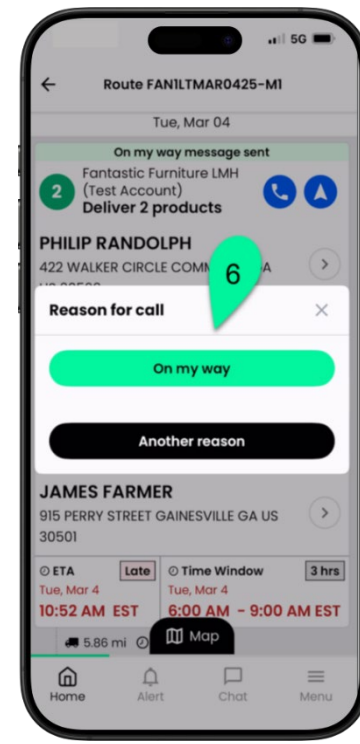 5G
Route FAN1LTMAR0425-M1
Tue, Mar 04
On my way message sent
2
Fantastic Furniture LMH
(Test Account)
Deliver 2 products
PHILIP RANDOLPH
422 WALKER CIRCLE
6
Reason for call
On my way
Another reason
JAMES FARMER
915 PERRY STREET GAINESVILLE GA US
30501
ETA Late
Time Window 3 hrs
Tue, Mar 4
Tue, Mar 4
10:52 AM EST
6:00 AM - 9:00 AM EST
5.86 mi
Map
Home
Alert
Chat
Menu